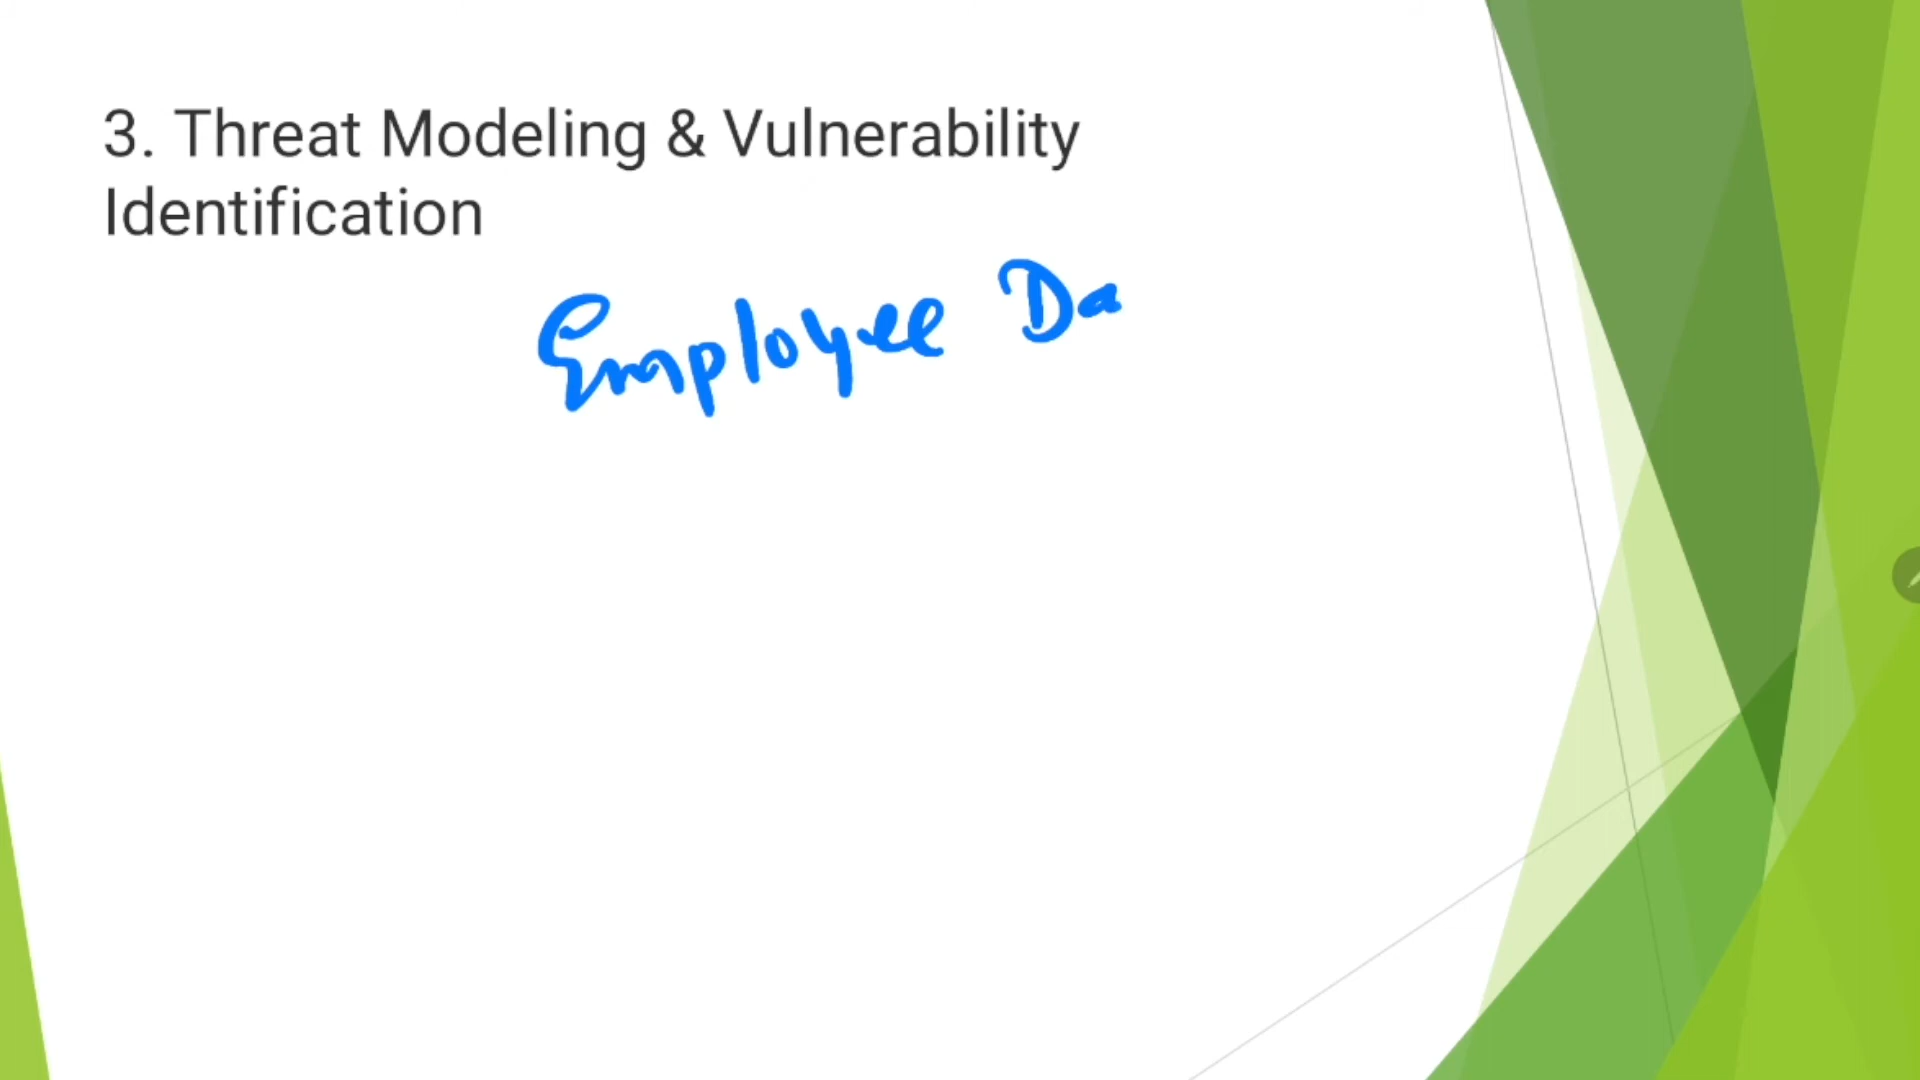 3. Threat Modeling & Vulnerability
Identification
Employee Da